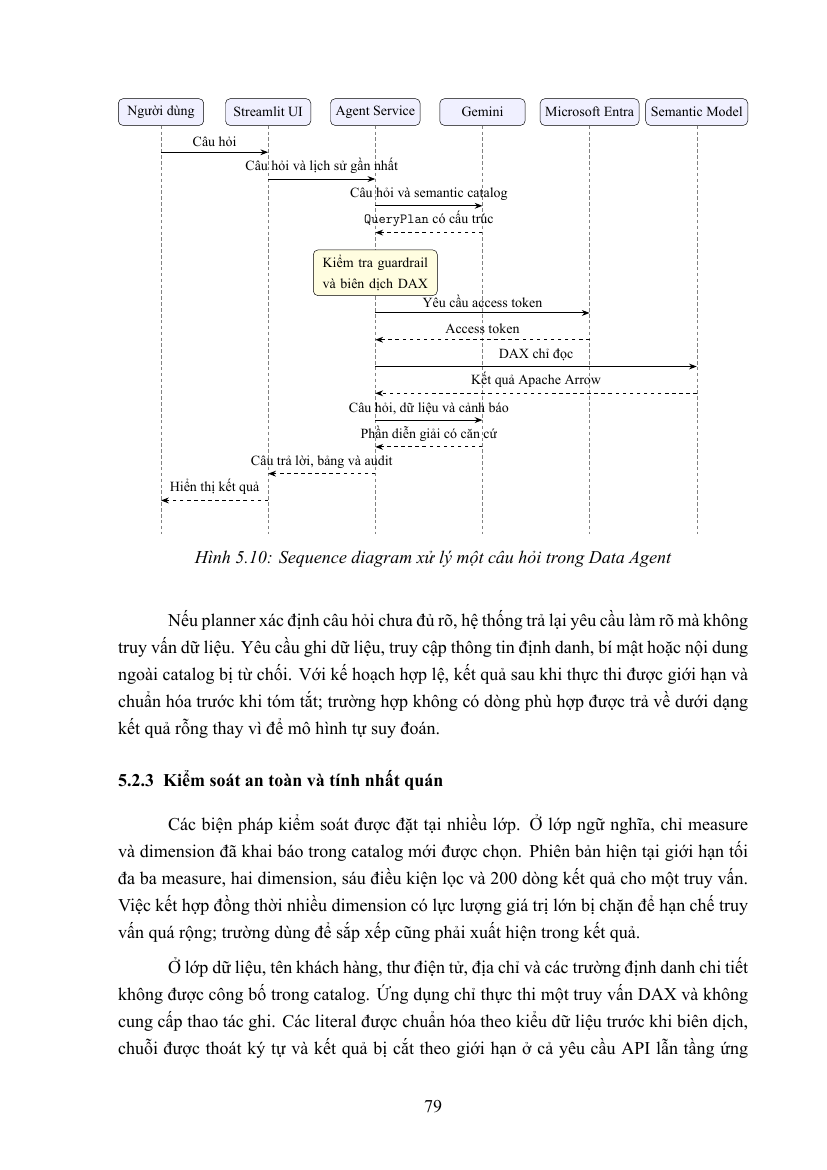 Người dùng
Streamlit UI
Agent Service
Gemini
Microsoft Entra
Semantic Model
Câu hỏi
Câu hỏi và lịch sử gần nhất
Câu hỏi và semantic catalog
QueryPlan có cấu trúc
Kiểm tra guardrail
và biên dịch DAX
Yêu cầu access token
Access token
DAX chỉ đọc
Kết quả Apache Arrow
Câu hỏi, dữ liệu và cảnh báo
Phần diễn giải có căn cứ
Câu trả lời, bảng và audit
Hiển thị kết quả
Hình 5.10: Sequence diagram xử lý một câu hỏi trong Data Agent
Nếu planner xác định câu hỏi chưa đủ rõ, hệ thống trả lại yêu cầu làm rõ mà không
truy vấn dữ liệu. Yêu cầu ghi dữ liệu, truy cập thông tin định danh, bí mật hoặc nội dung
ngoài catalog bị từ chối. Với kế hoạch hợp lệ, kết quả sau khi thực thi được giới hạn và
chuẩn hóa trước khi tóm tắt; trường hợp không có dòng phù hợp được trả về dưới dạng
kết quả rỗng thay vì để mô hình tự suy đoán.
5.2.3 Kiểm soát an toàn và tính nhất quán
Các biện pháp kiểm soát được đặt tại nhiều lớp. Ở lớp ngữ nghĩa, chỉ measure
và dimension đã khai báo trong catalog mới được chọn. Phiên bản hiện tại giới hạn tối
đa ba measure, hai dimension, sáu điều kiện lọc và 200 dòng kết quả cho một truy vấn.
Việc kết hợp đồng thời nhiều dimension có lực lượng giá trị lớn bị chặn để hạn chế truy
vấn quá rộng; trường dùng để sắp xếp cũng phải xuất hiện trong kết quả.
Ở lớp dữ liệu, tên khách hàng, thư điện tử, địa chỉ và các trường định danh chi tiết
không được công bố trong catalog. Ứng dụng chỉ thực thi một truy vấn DAX và không
cung cấp thao tác ghi. Các literal được chuẩn hóa theo kiểu dữ liệu trước khi biên dịch,
chuỗi được thoát ký tự và kết quả bị cắt theo giới hạn ở cả yêu cầu API lẫn tầng ứng
79